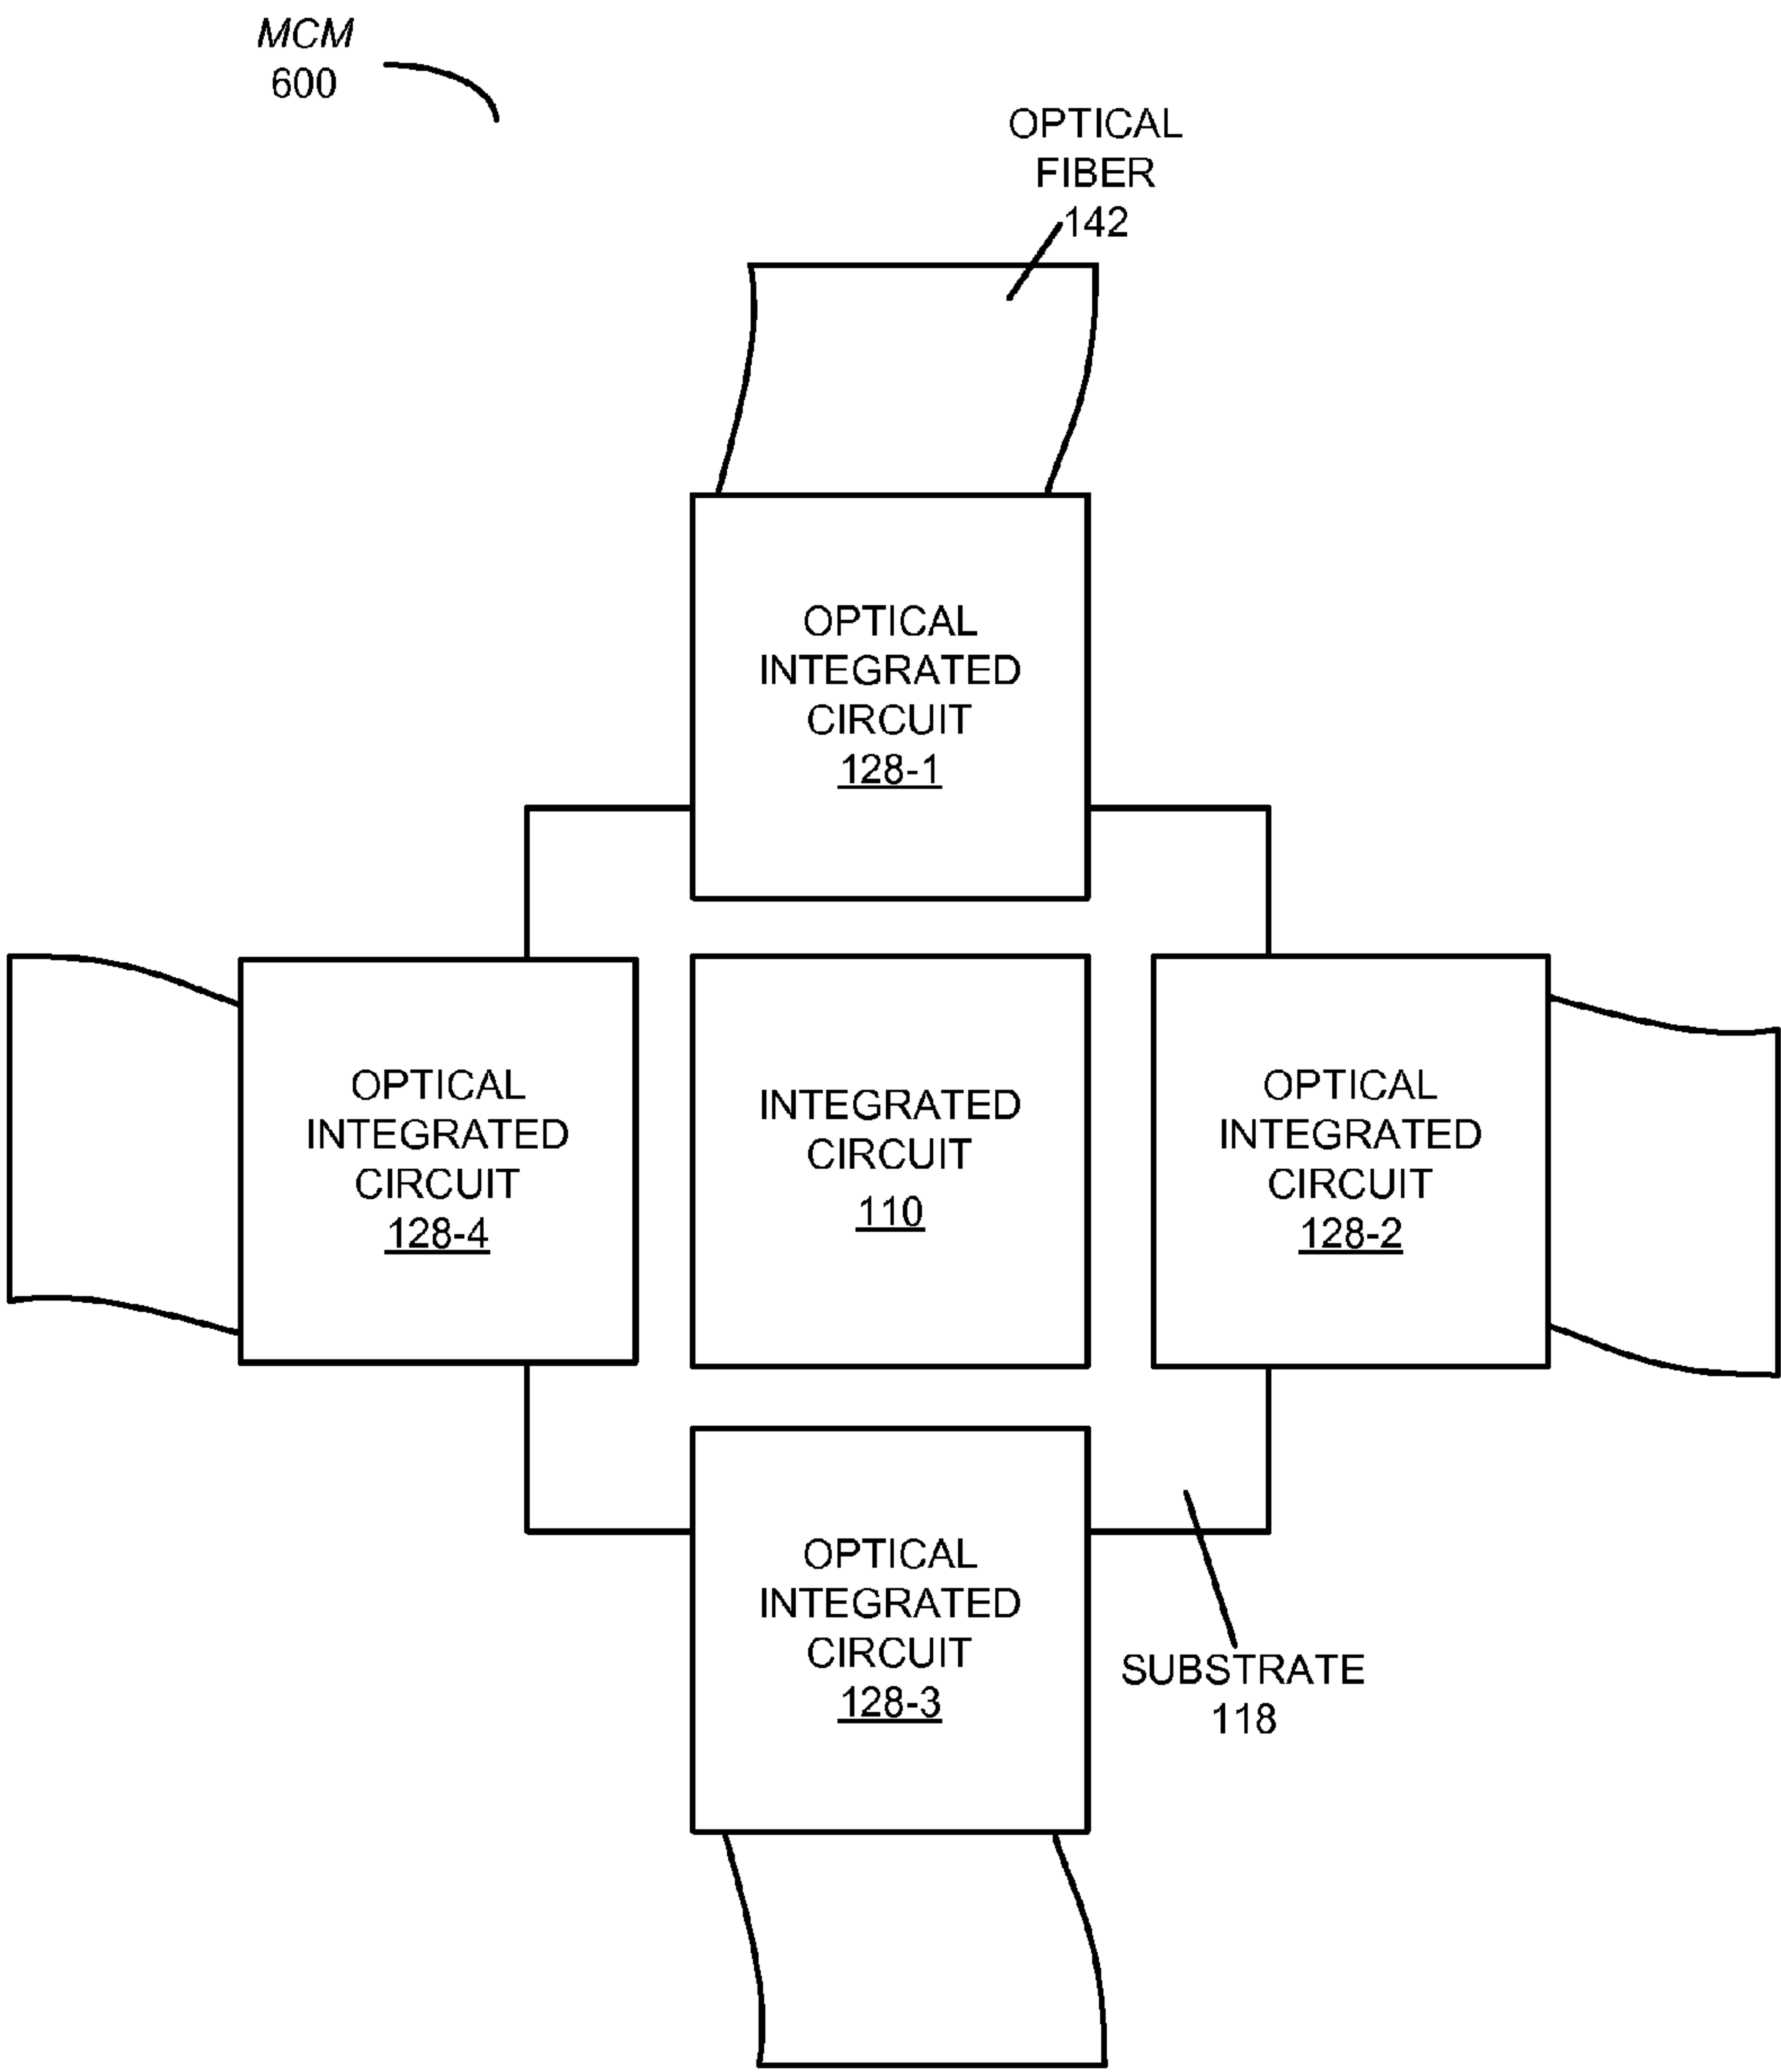 MCM
600
OPTICAL
FIBER
142
OPTICAL
INTEGRATED
CIRCUIT
128-1
OPTICAL
INTEGRATED
CIRCUIT
128-4
INTEGRATED
CIRCUIT
110
OPTICAL
INTEGRATED
CIRCUIT
128-2
OPTICAL
INTEGRATED
CIRCUIT
128-3
SUBSTRATE
118